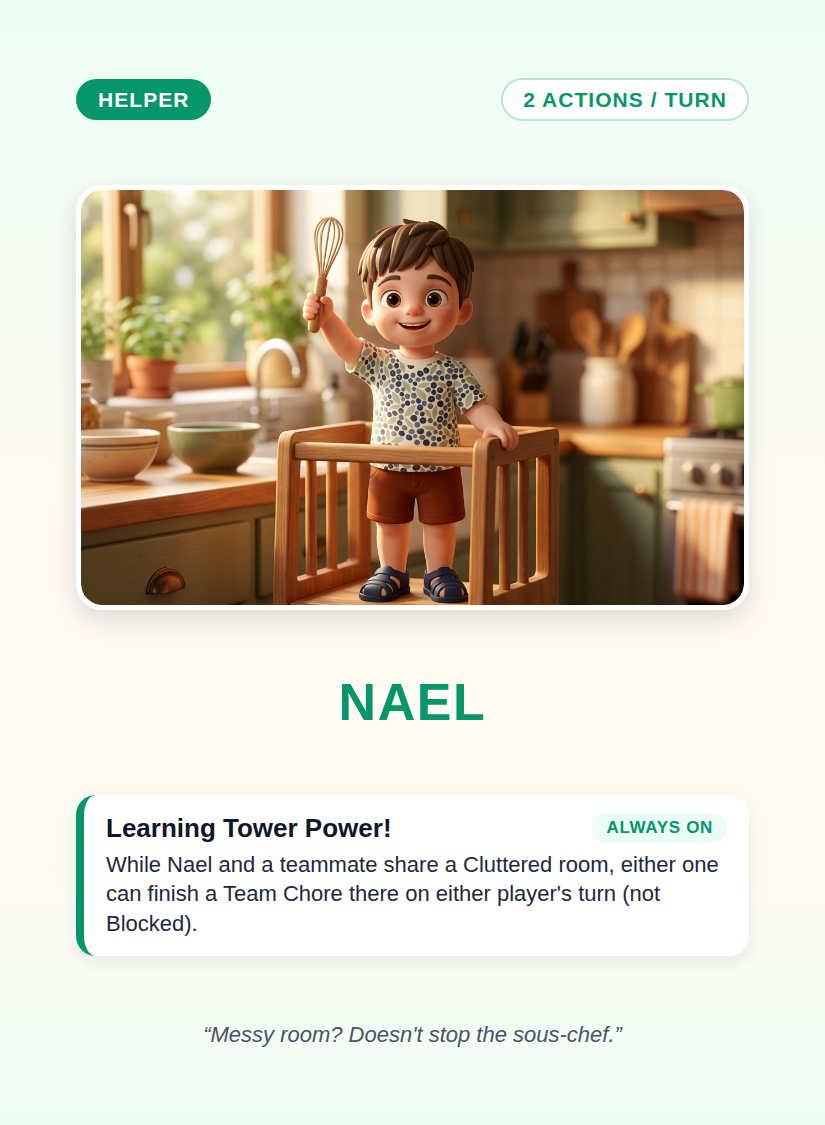 HELPER
2 ACTIONS / TURN
NAEL
Learning Tower Power!
ALWAYS ON
While Nael and a teammate share a Cluttered room, either one
can finish a Team Chore there on either player's turn (not
Blocked).
“Messy room? Doesn't stop the sous-chef.”